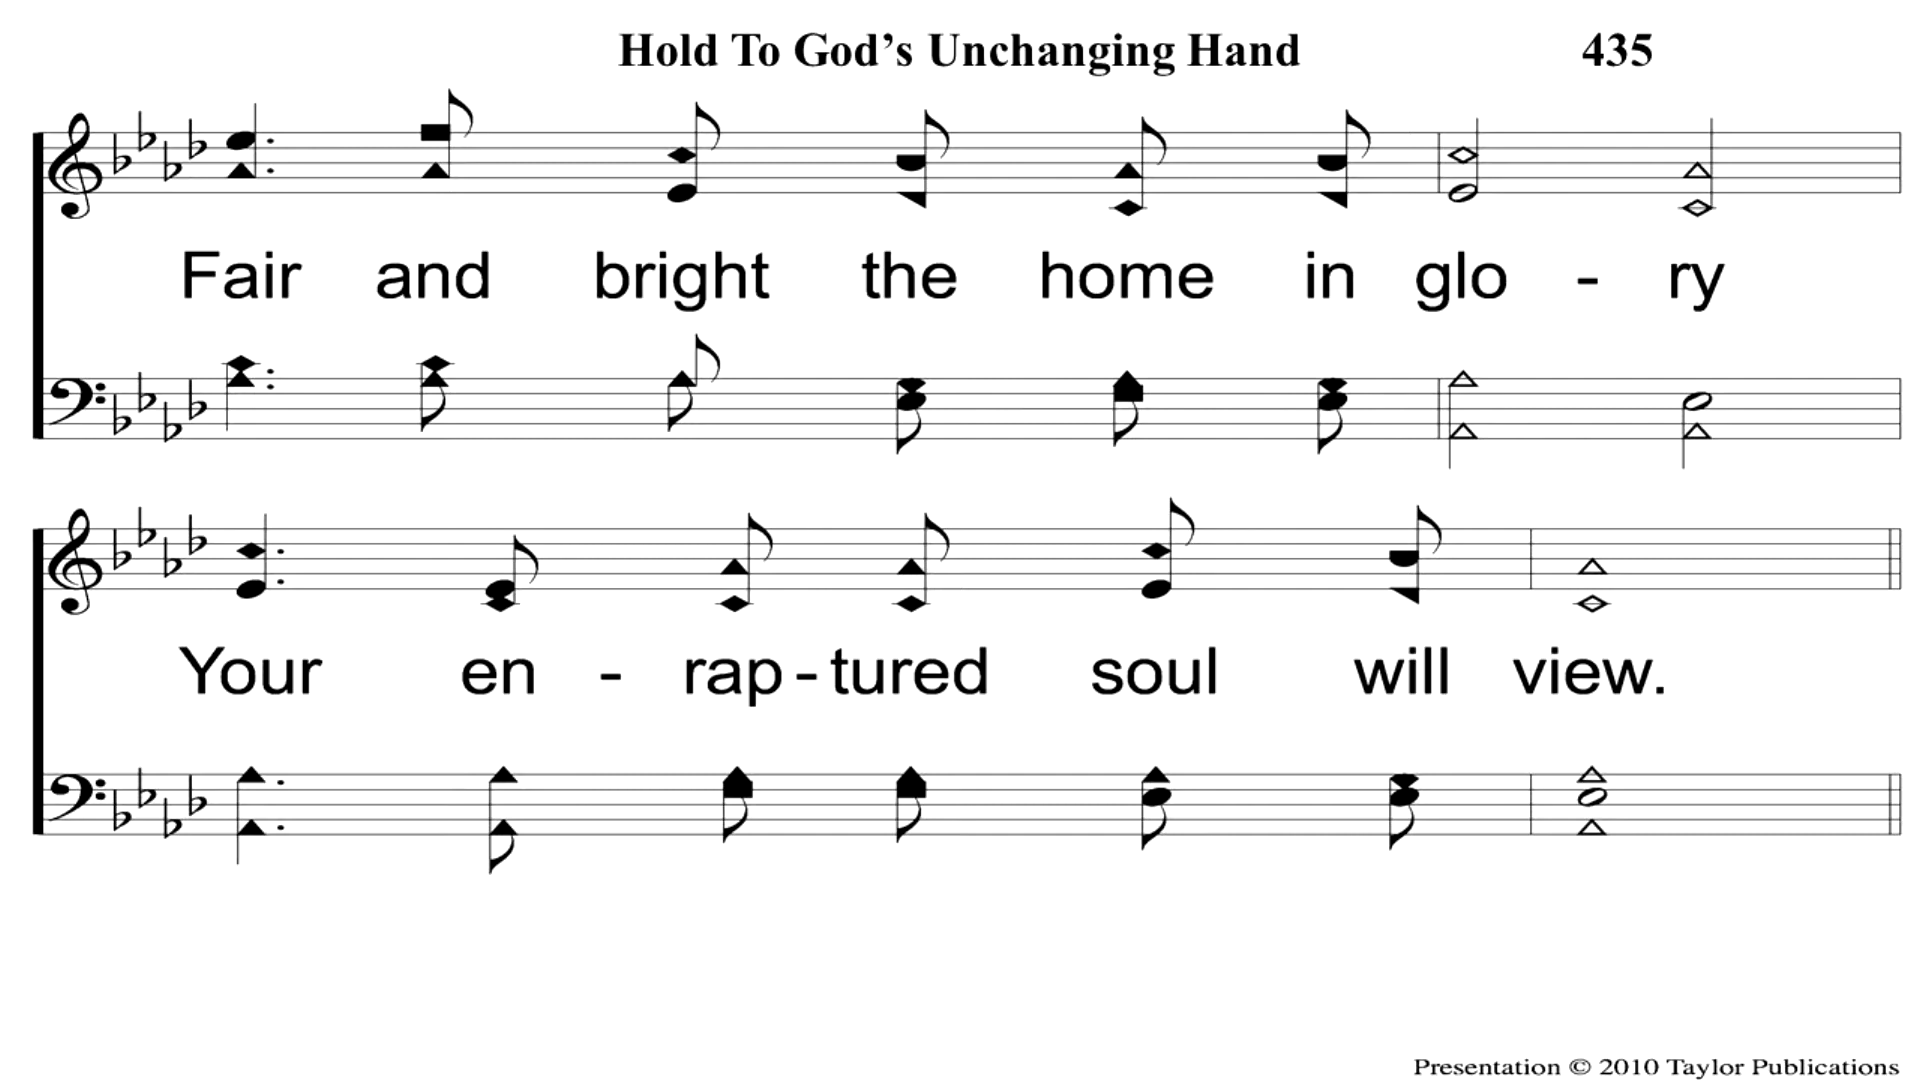 Hold To God’s Unchanging Hand 435
Fair and bright the home in glo - ry
Your en - rap - tured soul will view.
Presentation © 2010 Taylor Publications